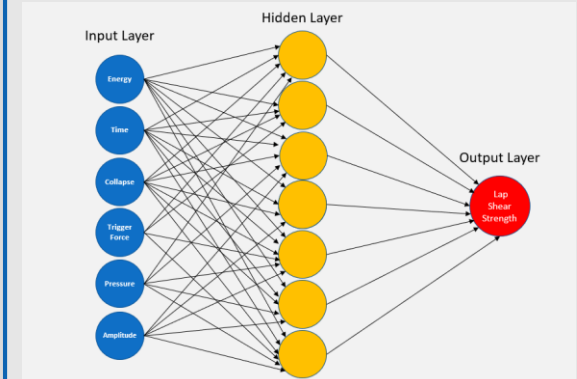 Hidden Layer
Input Layer
Energy
Time
Collapse
Trigger
Force
Pressure
Amplitude
Output Layer
Lap
Shear
Strength